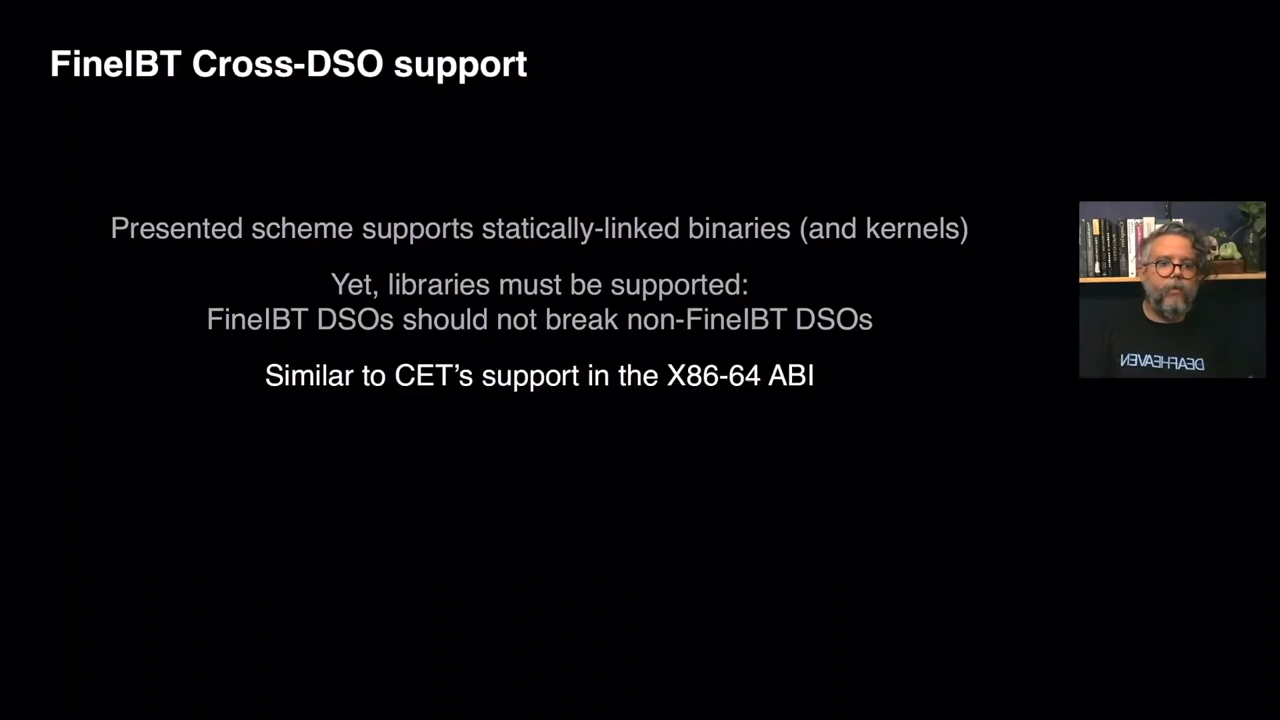 FineIBT Cross-DSO support
Presented scheme supports statically-linked binaries (and kernels)
Yet, libraries must be supported:
FineIBT DSOs should not break non-FineIBT DSOs
Similar to CET's support in the X86-64 ABI
DEAFHEAVEN